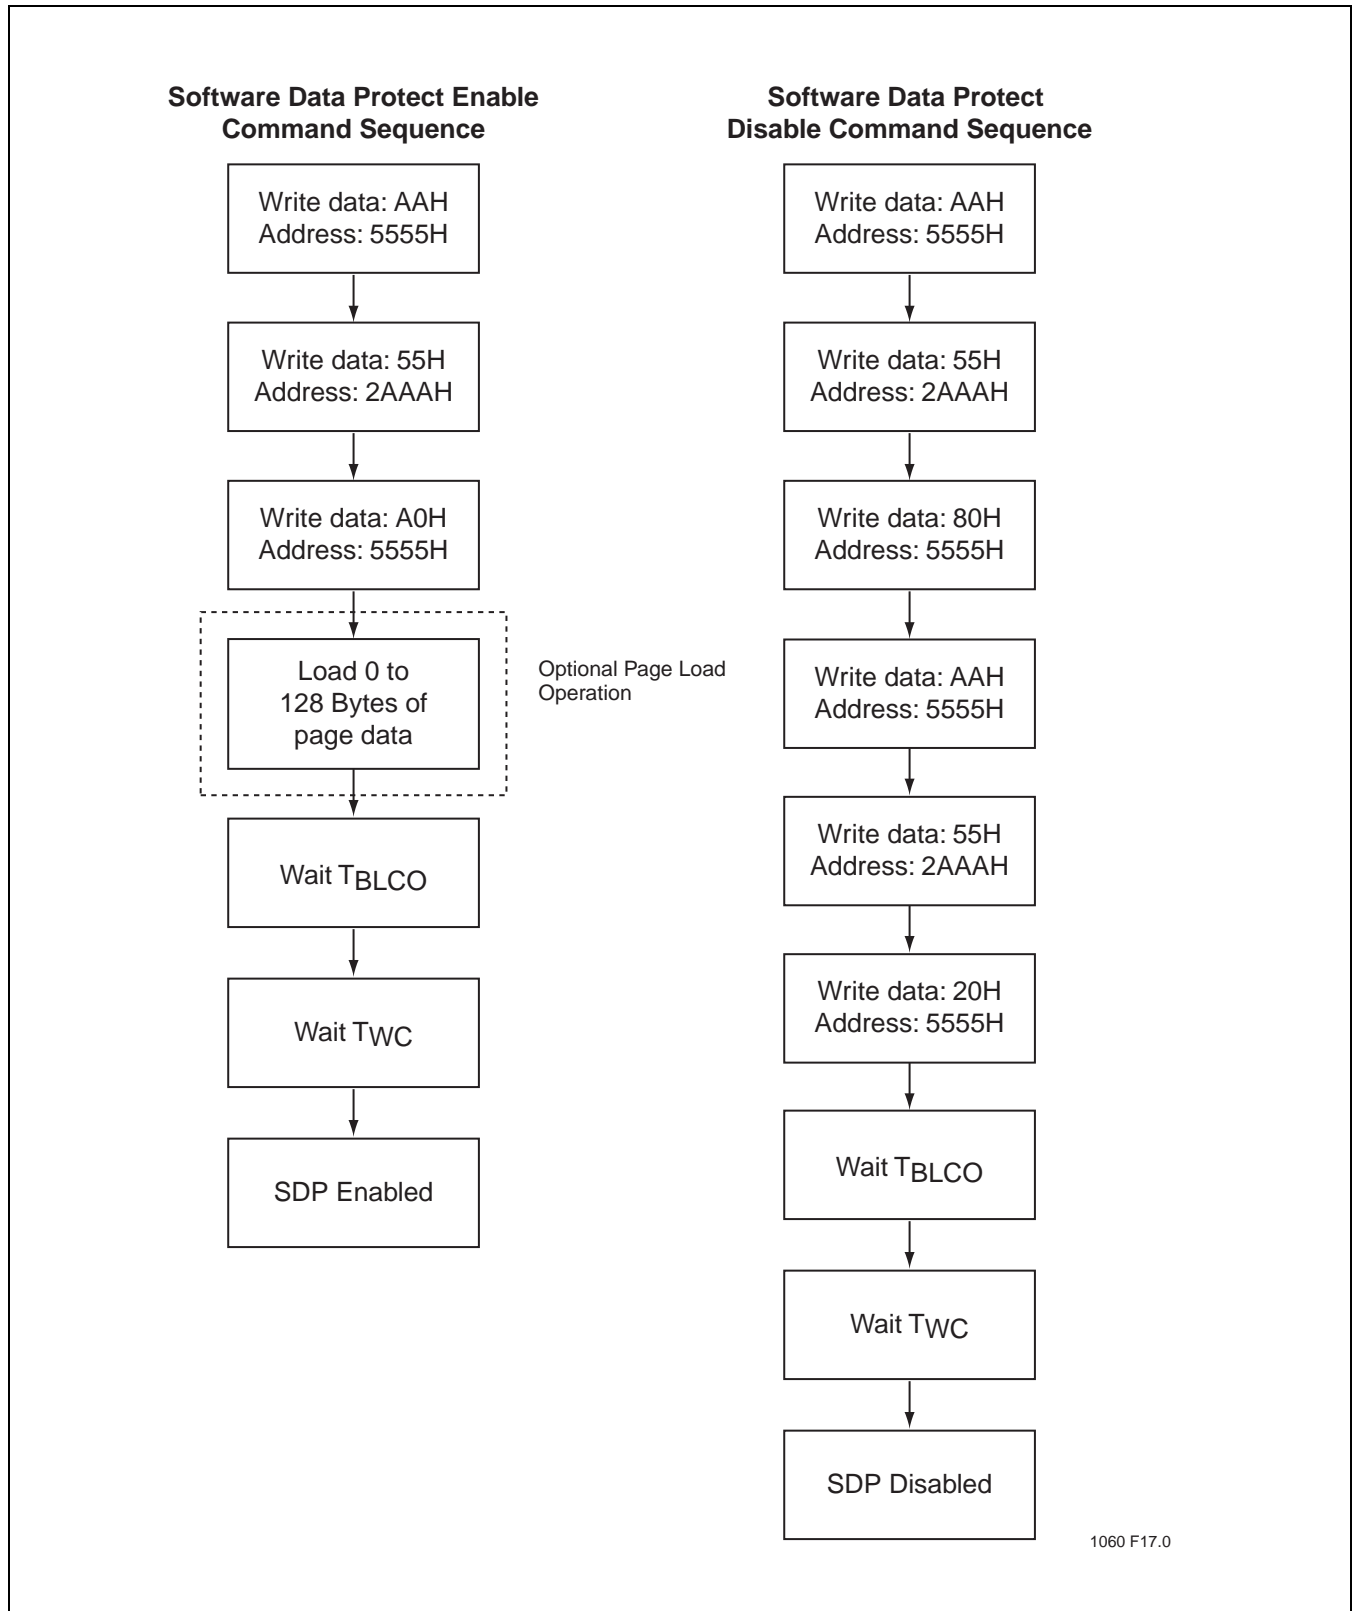 Software Data Protect Enable
Command Sequence
Write data: AAH
Address: 5555H
Write data: 55H
Address: 2AAAH
Write data: A0H
Address: 5555H
Load 0 to
128 Bytes of
page data
Optional Page Load
Operation
Wait TBLCO
Wait TWC
SDP Enabled
Software Data Protect
Disable Command Sequence
Write data: AAH
Address: 5555H
Write data: 55H
Address: 2AAAH
Write data: 80H
Address: 5555H
Write data: AAH
Address: 5555H
Write data: 55H
Address: 2AAAH
Write data: 20H
Address: 5555H
Wait TBLCO
Wait TWC
SDP Disabled
1060 F17.0